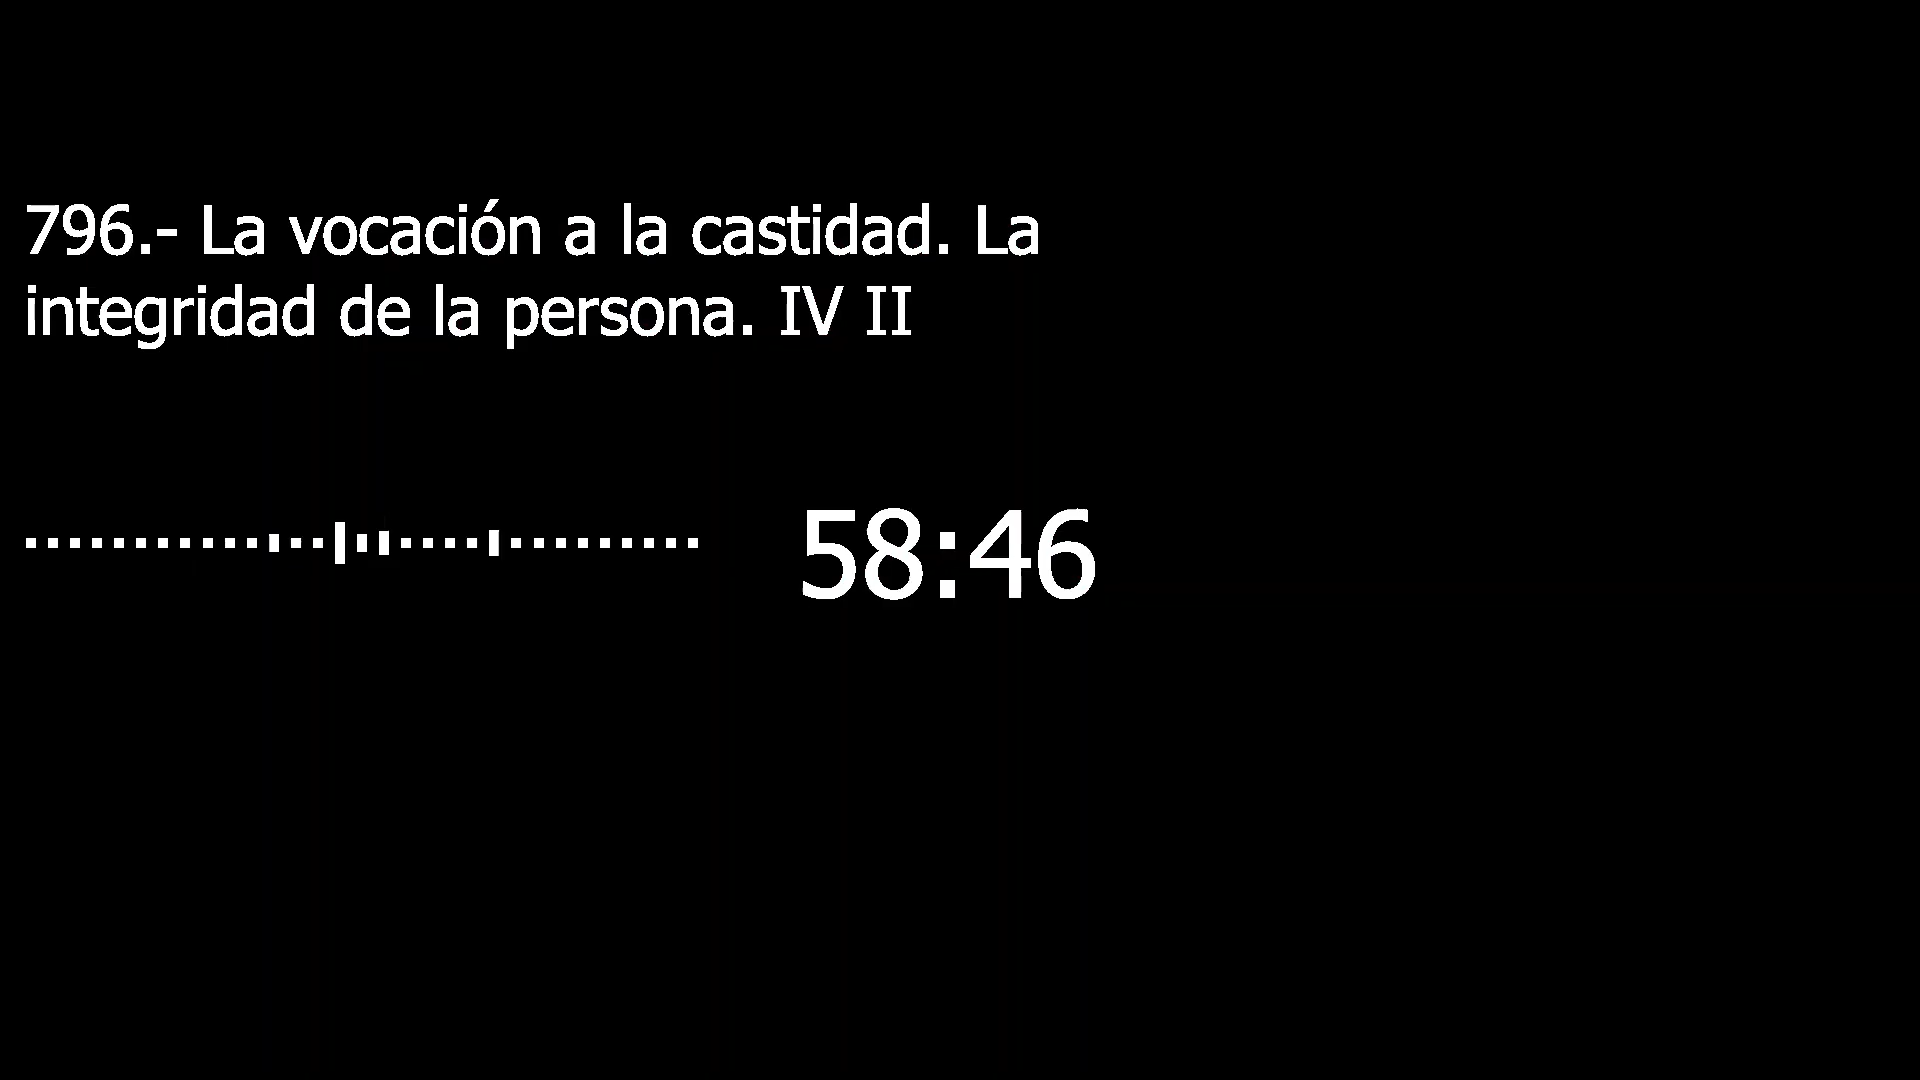 796.- La vocación a la castidad. La
integridad de la persona. IV II
58:46